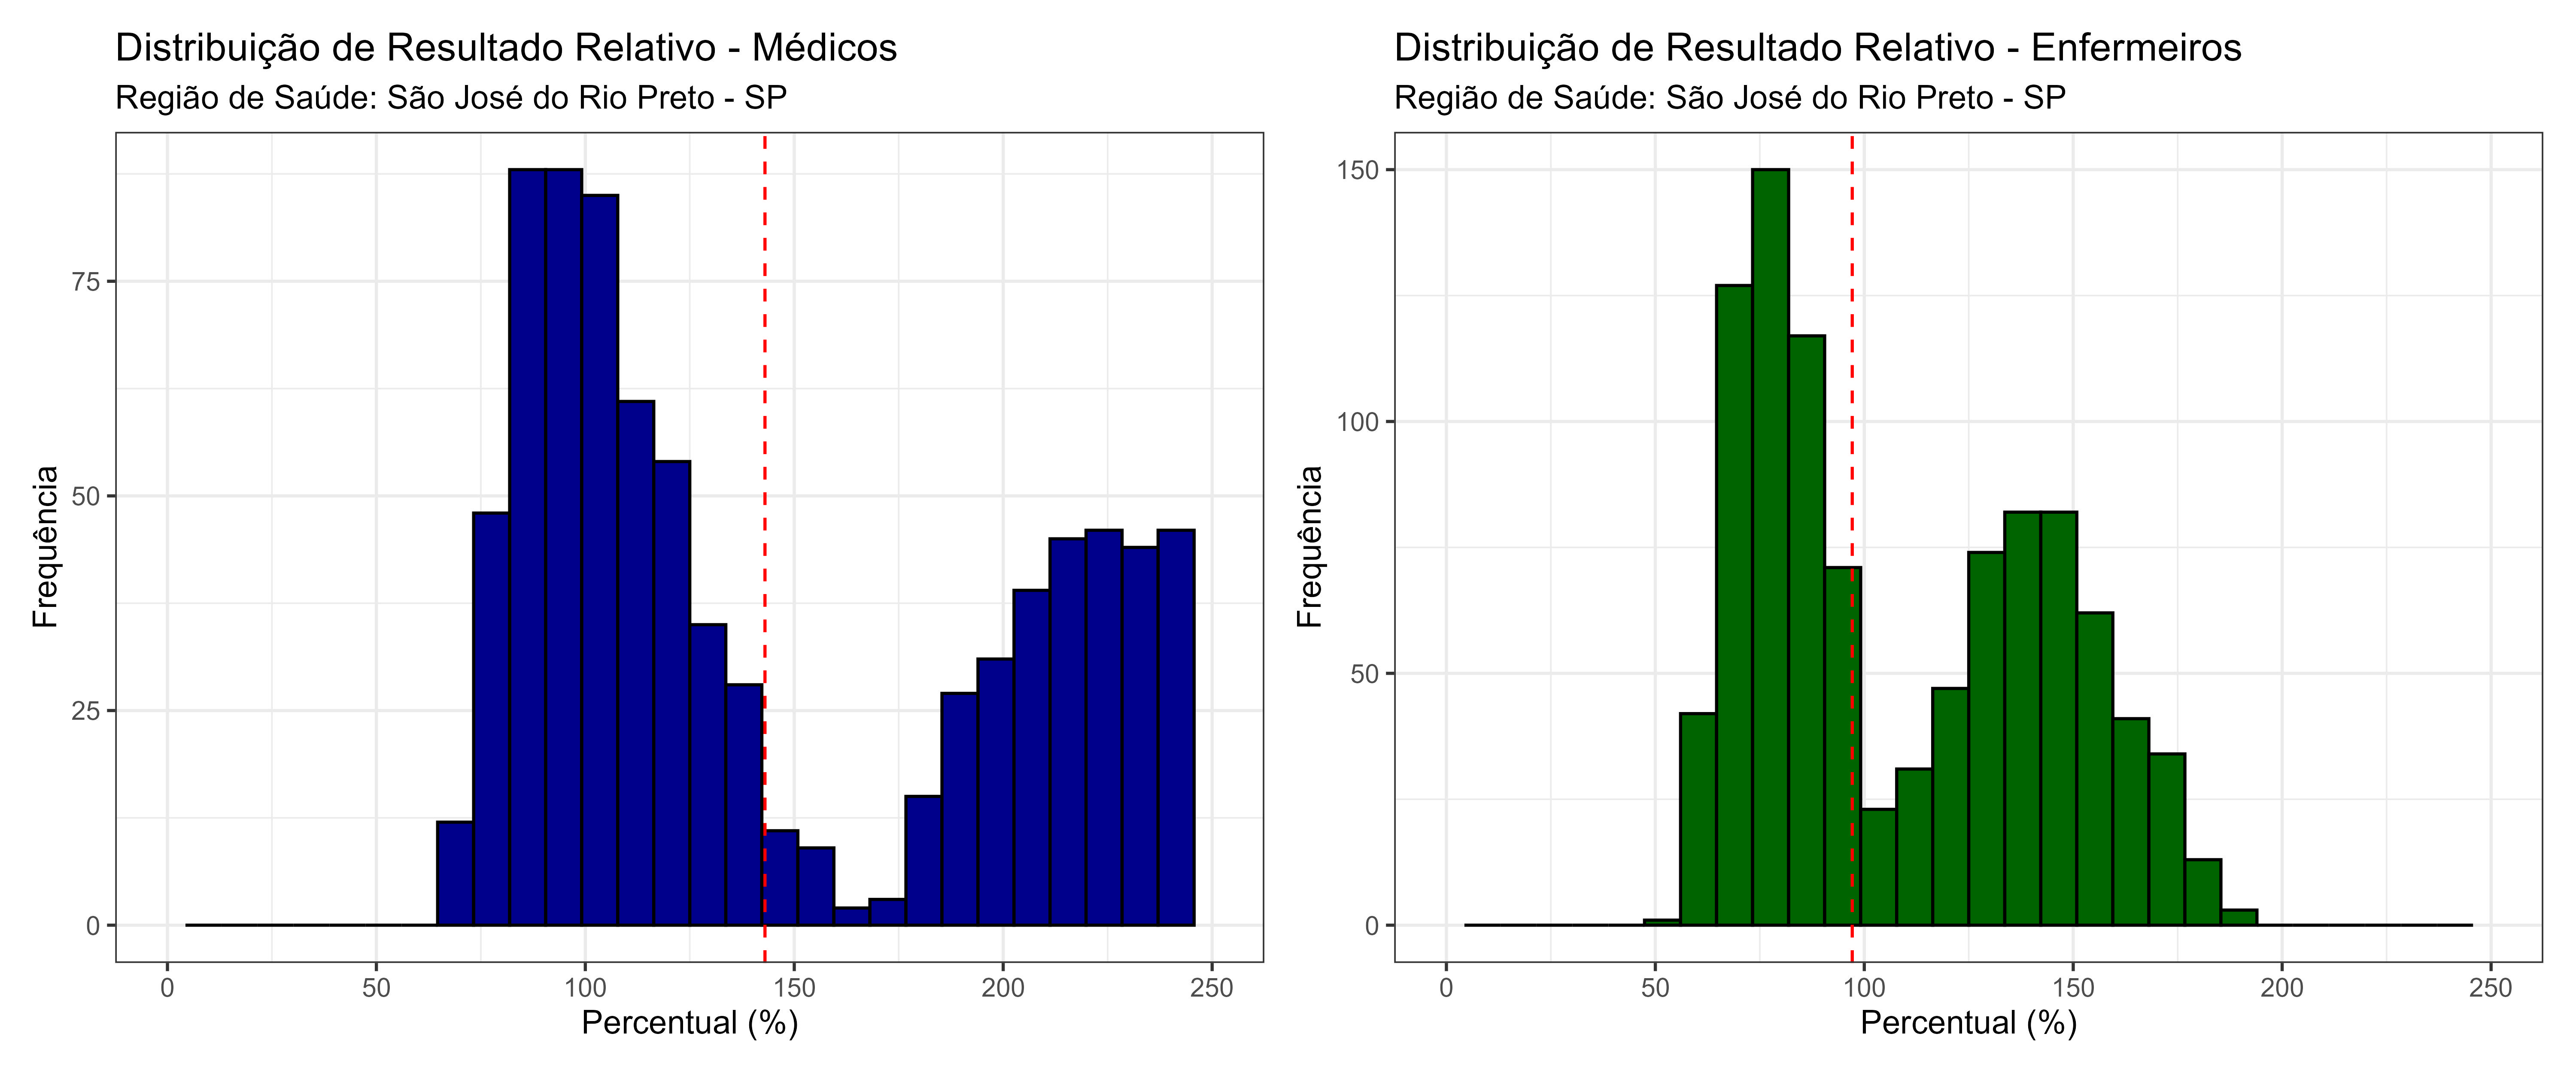 Distribuição de Resultado Relativo - Médicos
Região de Saúde: São José do Rio Preto - SP
Frequência
75
50
25
0
0 50 100 150 200 250
Percentual (%)
Distribuição de Resultado Relativo - Enfermeiros
Região de Saúde: São José do Rio Preto - SP
Frequência
150
100
50
0
0 50 100 150 200 250
Percentual (%)